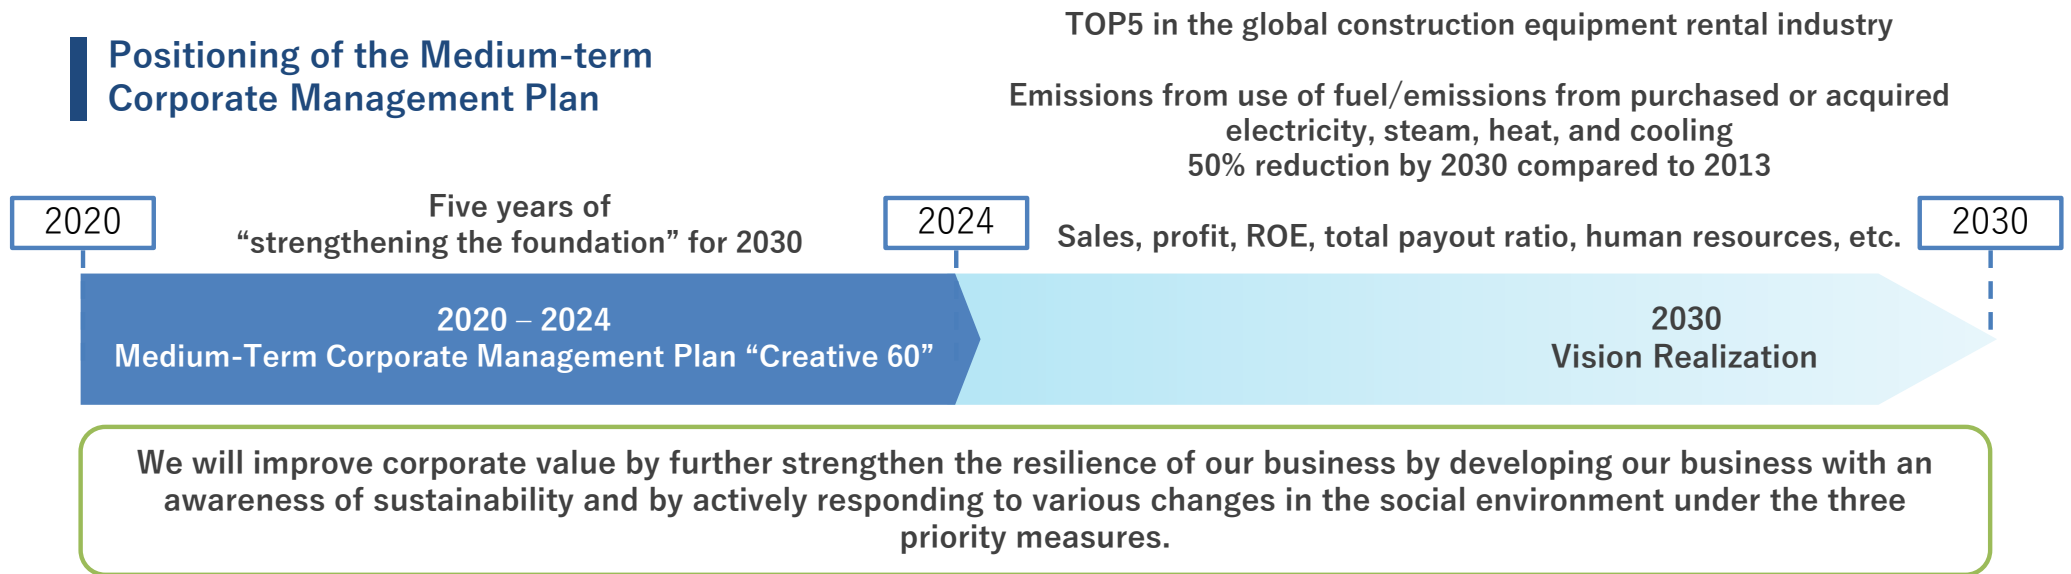 Positioning of the Medium-term
Corporate Management Plan
TOP5 in the global construction equipment rental industry
Emissions from use of fuel/emissions from purchased or acquired
electricity, steam, heat, and cooling
50% reduction by 2030 compared to 2013
2020
Five years of
“strengthening the foundation” for 2030
2024
Sales, profit, ROE, total payout ratio, human resources, etc.
2030
2020 – 2024
Medium-Term Corporate Management Plan “Creative 60”
2030
Vision Realization
We will improve corporate value by further strengthen the resilience of our business by developing our business with an
awareness of sustainability and by actively responding to various changes in the social environment under the three
priority measures.